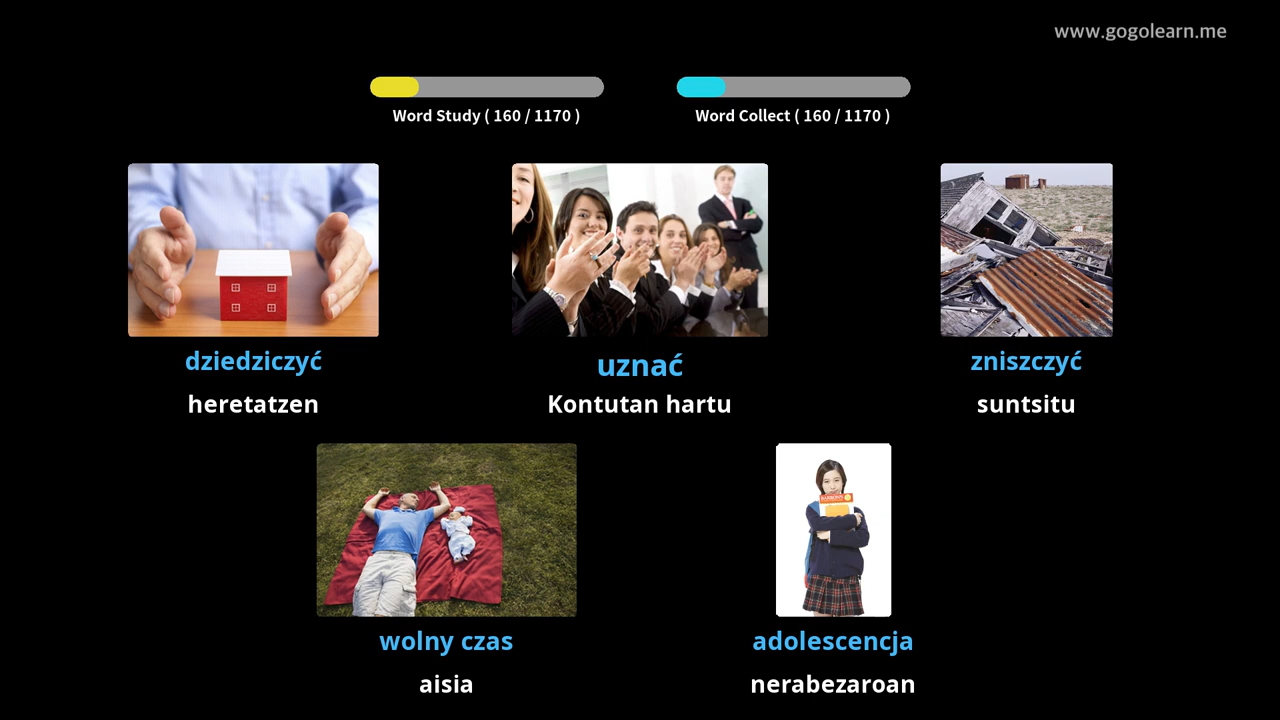 www.gogolearn.me
Word Study ( 160 / 1170 )
Word Collect ( 160 / 1170 )
dziedziczyć
heretatzen
uznać
Kontutan hartu
zniszczyć
suntsitu
wolny czas
aisia
BARRON'S
adolescencja
nerabezaroan